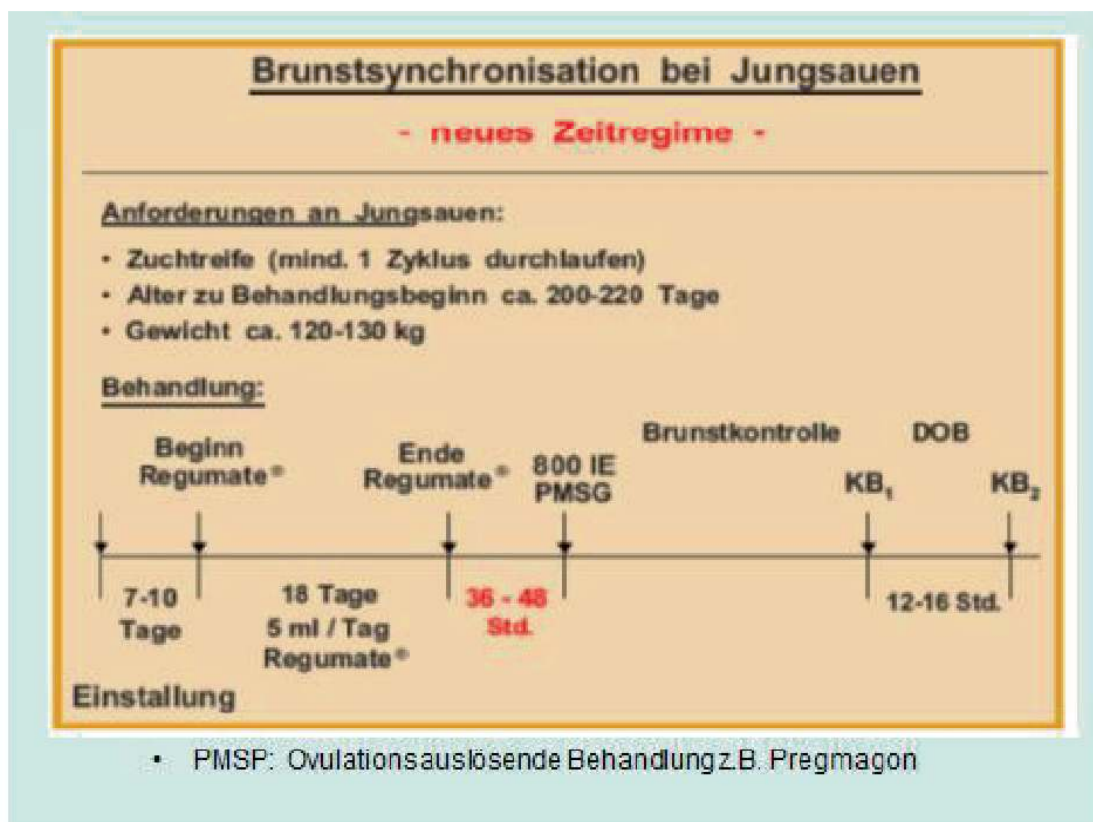 Brunstsynchronisation bei Jungsauen
- neues Zeitregime -
Anforderungen an Jungsauen:
• Zuchtreife (mind. 1 Zyklus durchlaufen)
• Alter zu Behandlungsbeginn ca. 200-220 Tage
• Gewicht ca. 120-130 kg
Behandlung:
Beginn
Regumate®
Ende
Regumate®
800 IE
PMSG
Brunstkontrolle
DOB
KB₁
KB₂
7-10
Tage
18 Tage
5 ml / Tag
Regumate®
36 - 48
Std.
12-16 Std.
Einstallung
• PMSP: Ovulationsauslösende Behandlung z.B. Pregmagon